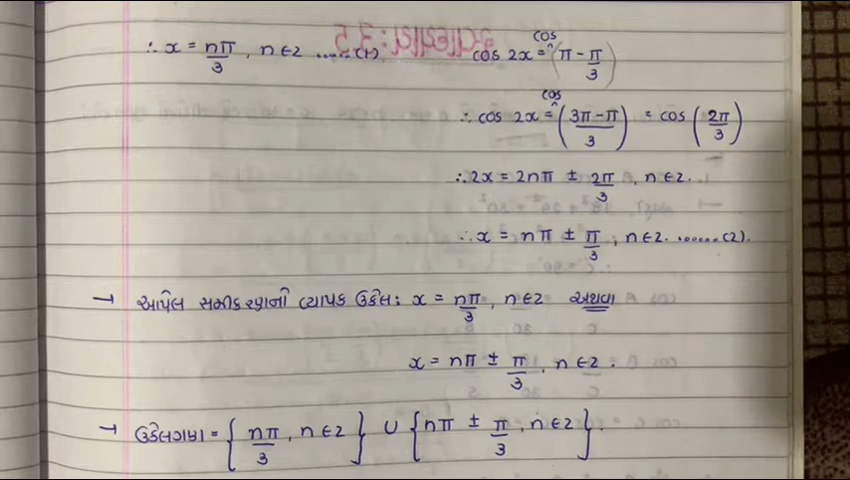 ∴ x = nπ/3, n ∈ z ......(1)
cos 2x = cos (π - π/3)
∴ cos 2x = cos (3π - π/3) = cos (2π/3)
∴ 2x = 2nπ ± 2π/3, n ∈ z.
∴ x = nπ ± π/3, n ∈ z. ......(2).
→ આપેલ સમીકરણનો વ્યાપક ઉકેલ: x = nπ/3, n ∈ z અથવા
x = nπ ± π/3, n ∈ z.
→ ઉકેલગણ = {nπ/3, n ∈ z} ∪ {nπ ± π/3, n ∈ z}.